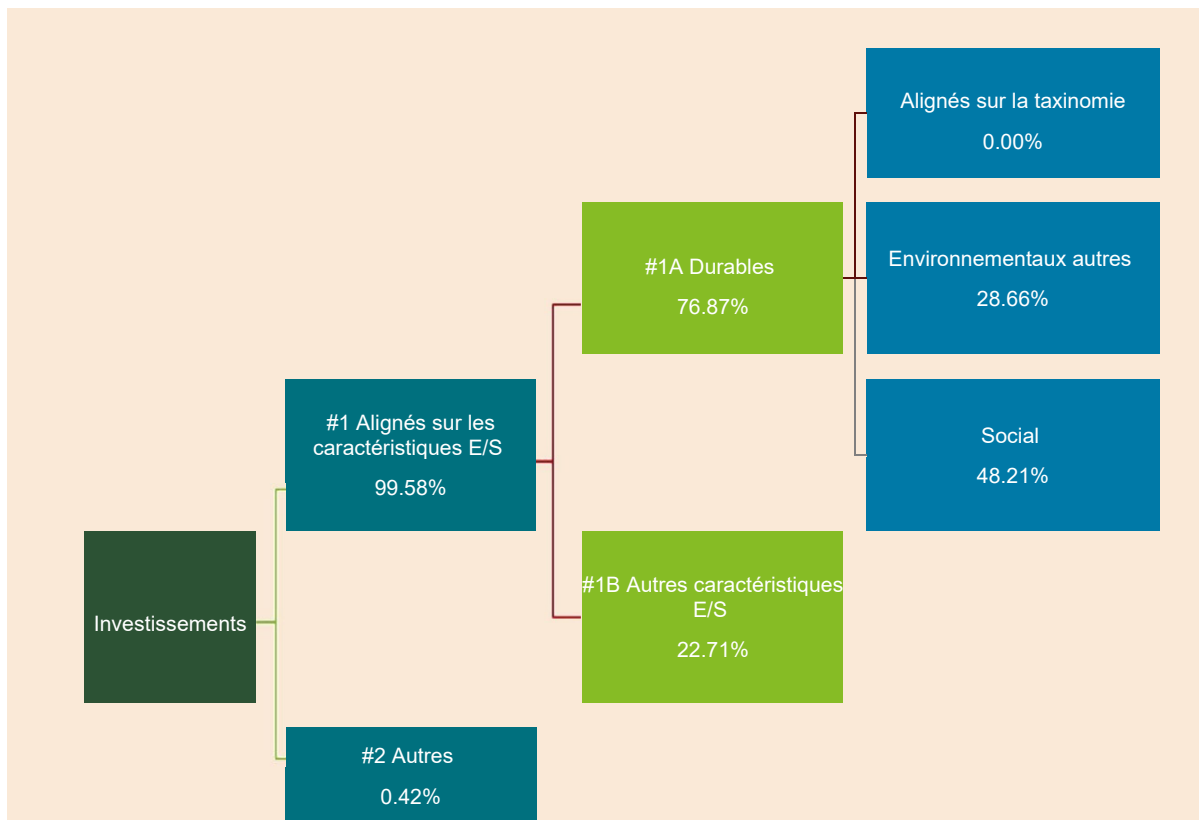 Alignés sur la taxinomie
0.00%
#1A Durables
76.87%
Environnementaux autres
28.66%
#1 Alignés sur les
caractéristiques E/S
99.58%
Social
48.21%
Investissements
#1B Autres caractéristiques
E/S
22.71%
#2 Autres
0.42%